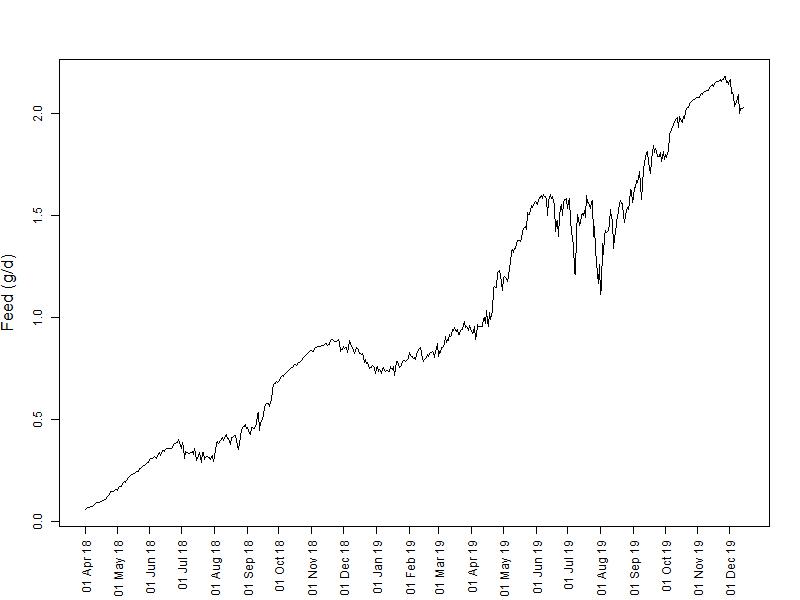 Feed (g/d)
2.0
1.5
1.0
0.5
0.0
01 Apr 18
01 May 18
01 Jun 18
01 Jul 18
01 Aug 18
01 Sep 18
01 Oct 18
01 Nov 18
01 Dec 18
01 Jan 19
01 Feb 19
01 Mar 19
01 Apr 19
01 May 19
01 Jun 19
01 Jul 19
01 Aug 19
01 Sep 19
01 Oct 19
01 Nov 19
01 Dec 19